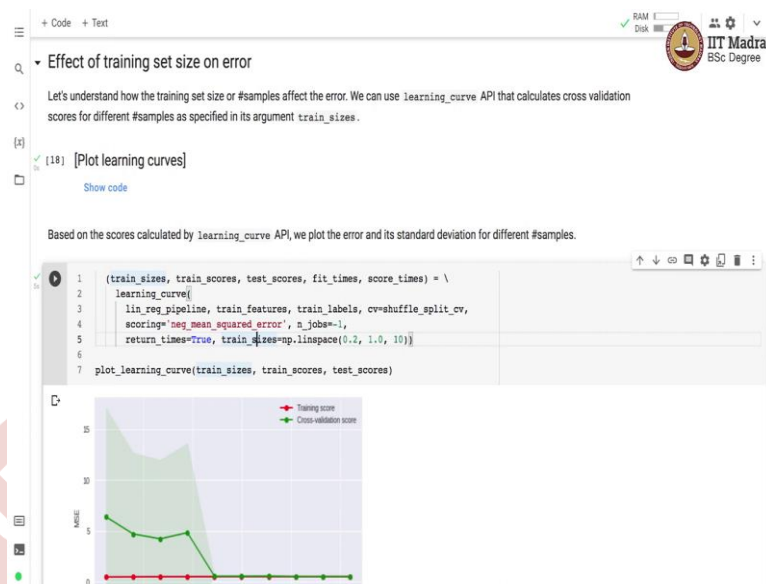 + Code + Text
RAM
Disk
IIT Madra
BSc Degree
Effect of training set size on error
Let's understand how the training set size or #samples affect the error. We can use learning_curve API that calculates cross validation
scores for different #samples as specified in its argument train_sizes.
[18] [Plot learning curves]
Show code
Based on the scores calculated by learning_curve API, we plot the error and its standard deviation for different #samples.
1 (train_sizes, train_scores, test_scores, fit_times, score_times) = \
2 learning_curve(
3 lin_reg_pipeline, train_features, train_labels, cv=shuffle_split_cv,
4 scoring='neg_mean_squared_error', n_jobs=-1,
5 return_times=True, train_sizes=np.linspace(0.2, 1.0, 10))
6
7 plot_learning_curve(train_sizes, train_scores, test_scores)
Training score
Cross-validation score
15
10
MSE
5
0